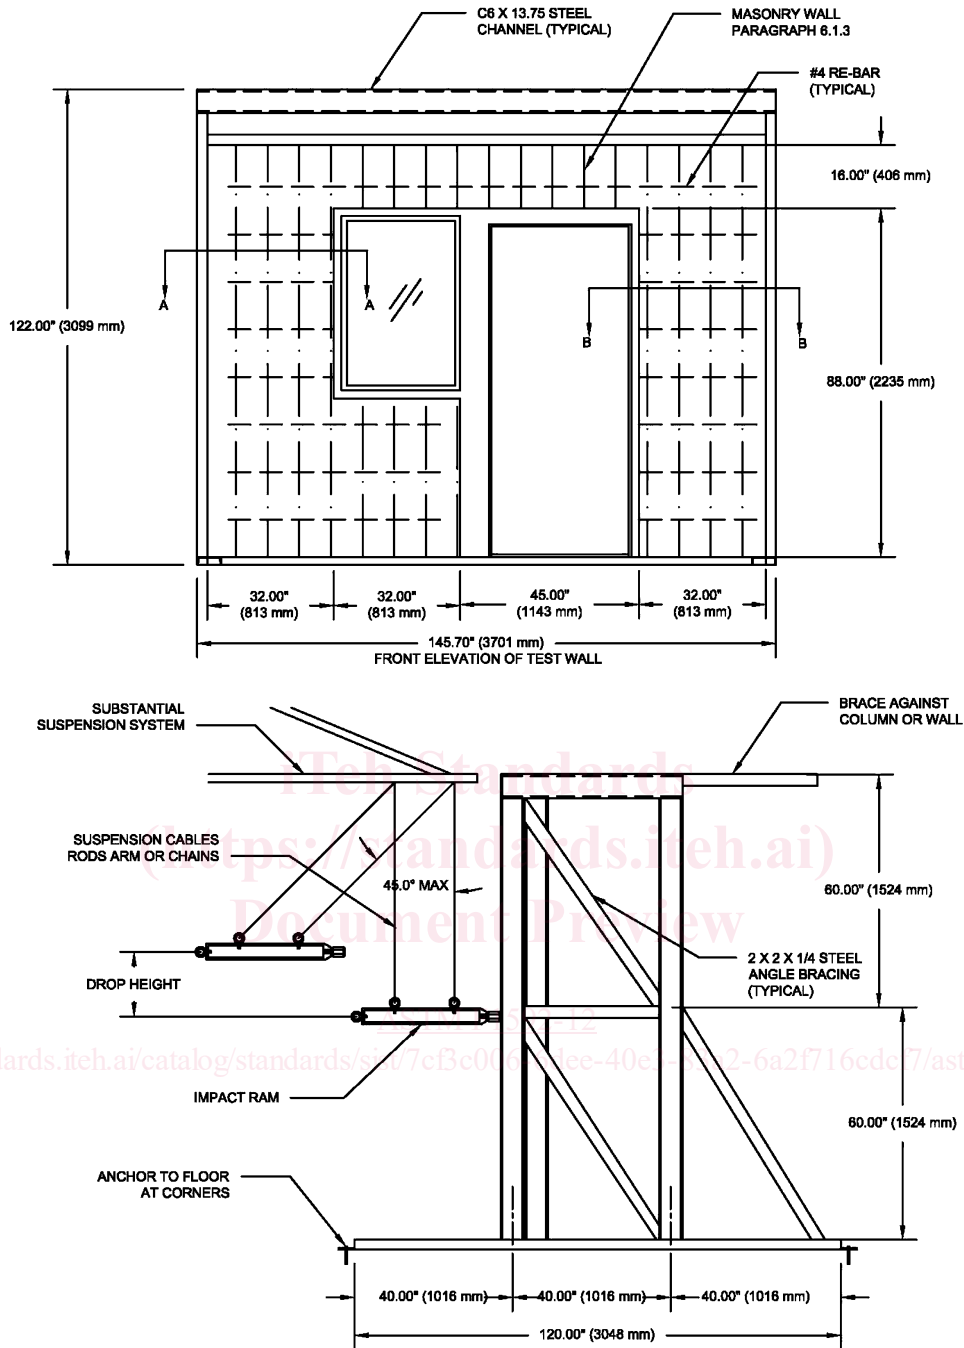 C6 X 13.75 STEEL
CHANNEL (TYPICAL)
MASONRY WALL
PARAGRAPH 6.1.3
#4 RE-BAR
(TYPICAL)
16.00" (406 mm)
A
A
B
B
122.00" (3099 mm)
88.00" (2235 mm)
32.00"
(813 mm)
32.00"
(813 mm)
45.00"
(1143 mm)
32.00"
(813 mm)
145.70" (3701 mm)
FRONT ELEVATION OF TEST WALL
SUBSTANTIAL
SUSPENSION SYSTEM
BRACE AGAINST
COLUMN OR WALL
iTeh Standards
(https://standards.iteh.ai)
Document Preview
SUSPENSION CABLES
RODS ARM OR CHAINS
45.0° MAX
60.00" (1524 mm)
2 X 2 X 1/4 STEEL
ANGLE BRACING
(TYPICAL)
DROP HEIGHT
IMPACT RAM
60.00" (1524 mm)
ANCHOR TO FLOOR
AT CORNERS
40.00" (1016 mm)
40.00" (1016 mm)
40.00" (1016 mm)
120.00" (3048 mm)